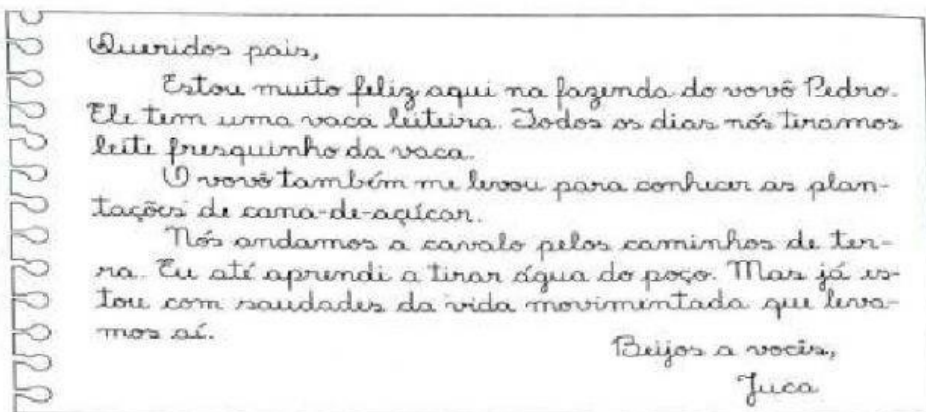 Queridos pais,
Estou muito feliz aqui na fazenda do vovô Pedro.
Ele tem uma vaca leiteira. Todos os dias nós tiramos
leite fresquinho da vaca.
O vovô também me levou para conhecer as plan-
tações de cana-de-açúcar.
Nós andamos a cavalo pelos caminhos de ter-
ra. Eu até aprendi a tirar água do poço. Mas já es-
tou com saudades da vida movimentada que leva-
mos aí.
Beijos a vocês,
Juca